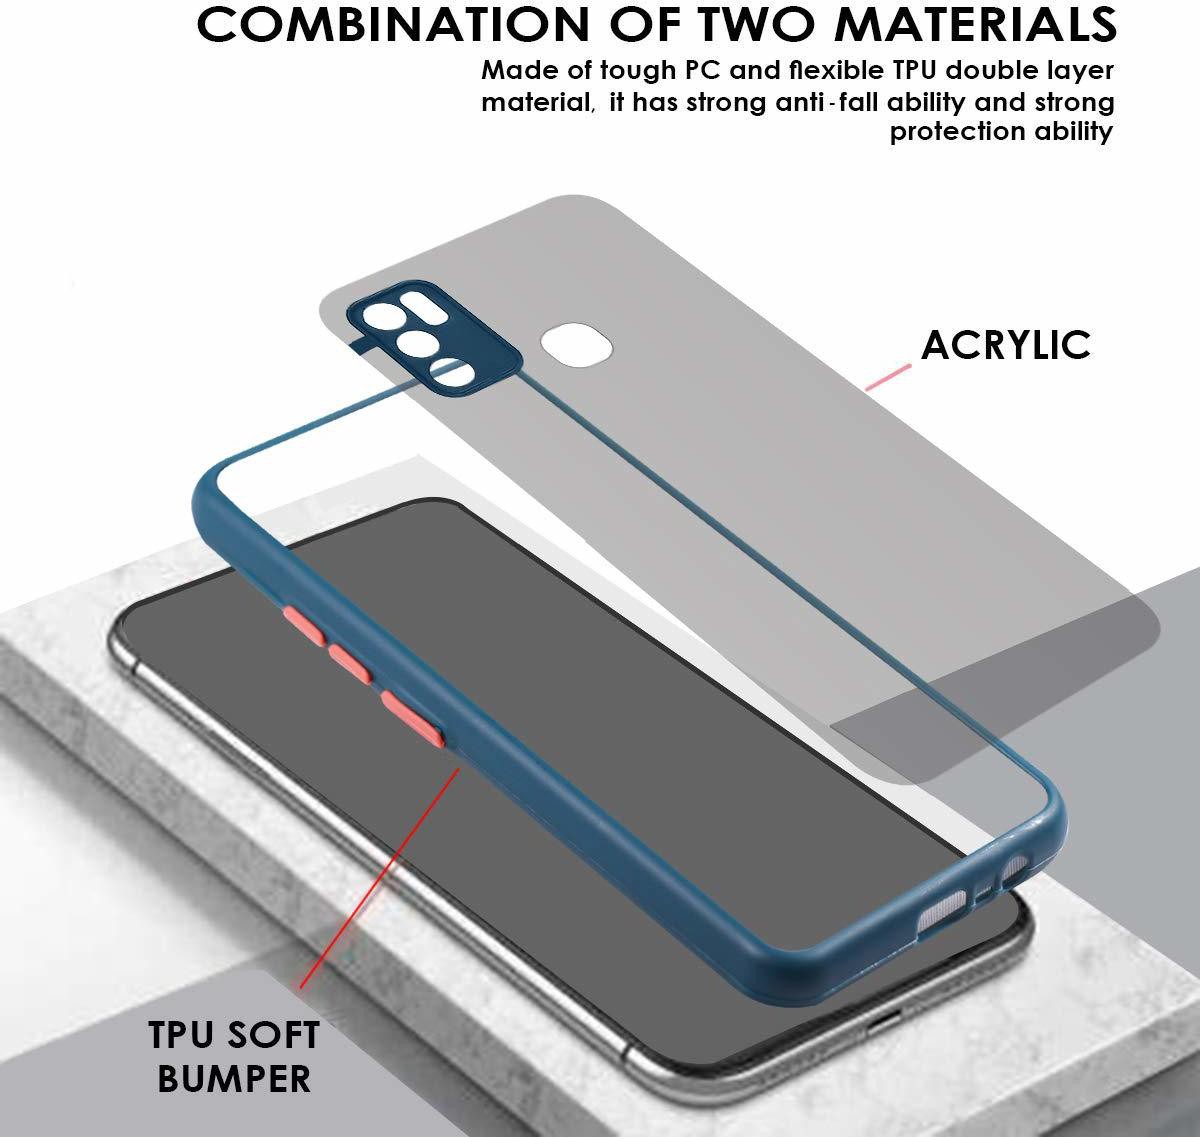 COMBINATION OF TWO MATERIALS
Made of tough PC and flexible TPU double layer
material, it has strong anti-fall ability and strong
protection ability
ACRYLIC
TPU SOFT
BUMPER